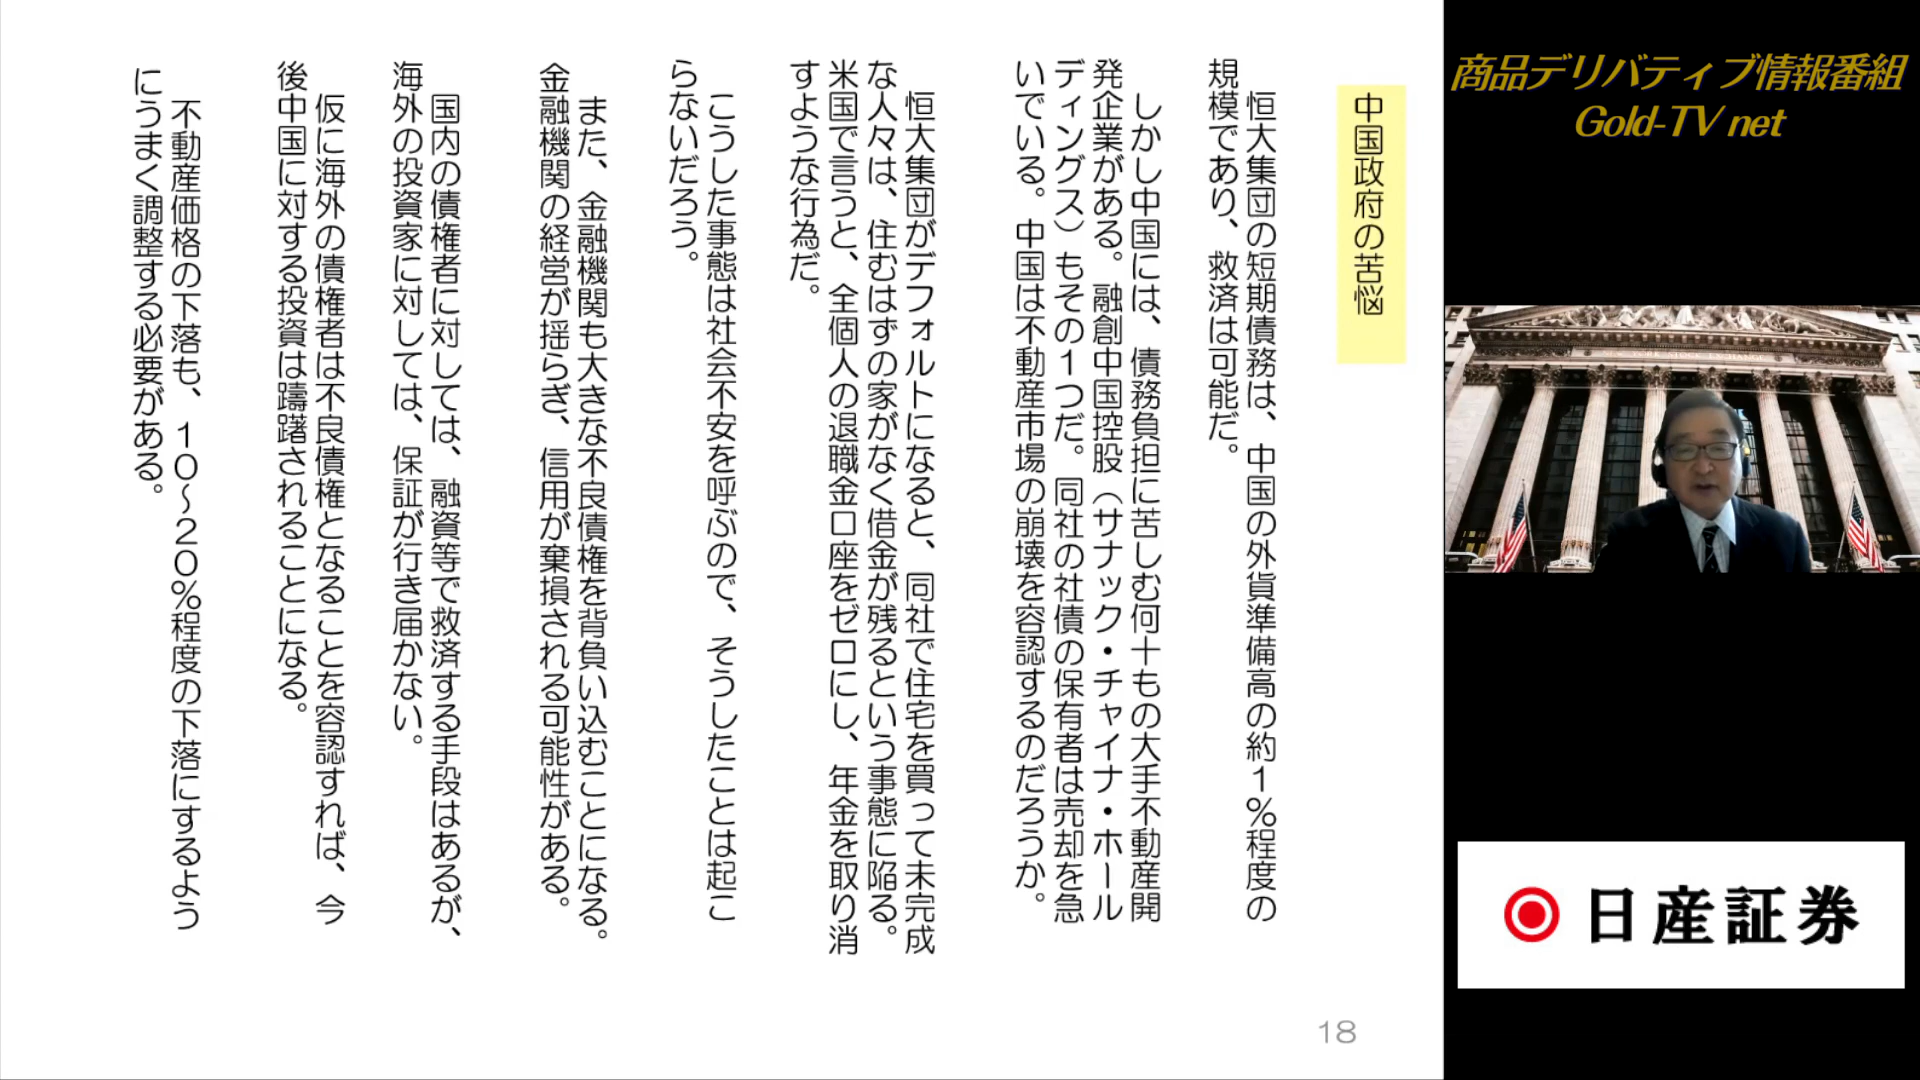 中国政府の苦悩
恒大集団の短期債務は、中国の外貨準備高の約１％程度の
規模であり、救済は可能だ。
しかし中国には、債務負担に苦しむ何十もの大手不動産開
発企業がある。融創中国控股（サナック・チャイナ・ホール
ディングス）もその１つだ。同社の社債の保有者は売却を急
いでいる。中国は不動産市場の崩壊を容認するのだろうか。
恒大集団がデフォルトになると、同社で住宅を買って未完成
な人々は、住むはずの家がなく借金が残るという事態に陥る。
米国で言うと、全個人の退職金口座をゼロにし、年金を取り消
すような行為だ。
こうした事態は社会不安を呼ぶので、そうしたことは起こ
らないだろう。
また、金融機関も大きな不良債権を背負い込むことになる。
金融機関の経営が揺らぎ、信用が棄損される可能性がある。
国内の債権者に対しては、融資等で救済する手段はあるが、
海外の投資家に対しては、保証が行き届かない。
仮に海外の債権者は不良債権となることを容認すれば、今
後中国に対する投資は躊躇されることになる。
不動産価格の下落も、１０～２０％程度の下落にするよう
にうまく調整する必要がある。
18
商品デリバティブ情報番組
Gold-TV net
日産証券